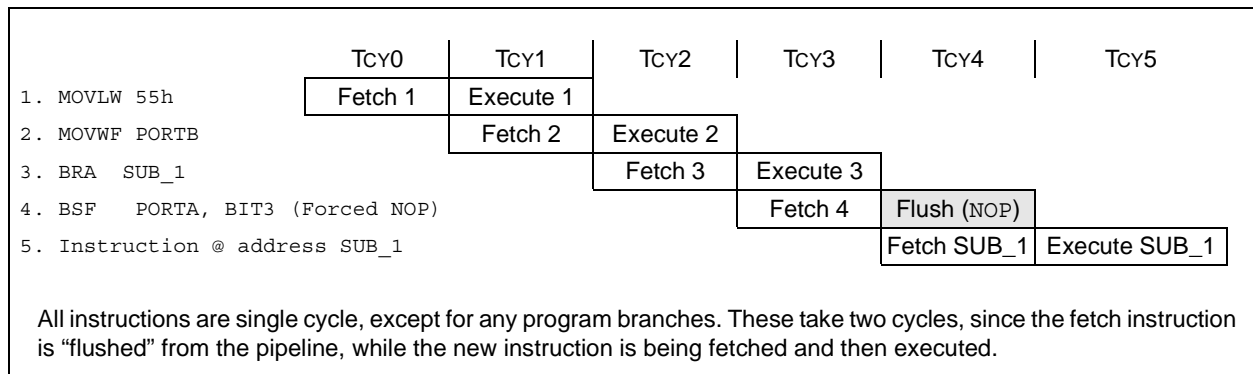 TCY0 TCY1 TCY2 TCY3 TCY4 TCY5
1. MOVLW 55h Fetch 1 Execute 1
2. MOVWF PORTB Fetch 2 Execute 2
3. BRA SUB_1 Fetch 3 Execute 3
4. BSF PORTA, BIT3 (Forced NOP) Fetch 4 Flush (NOP)
5. Instruction @ address SUB_1 Fetch SUB_1 Execute SUB_1
All instructions are single cycle, except for any program branches. These take two cycles, since the fetch instruction
is “flushed” from the pipeline, while the new instruction is being fetched and then executed.